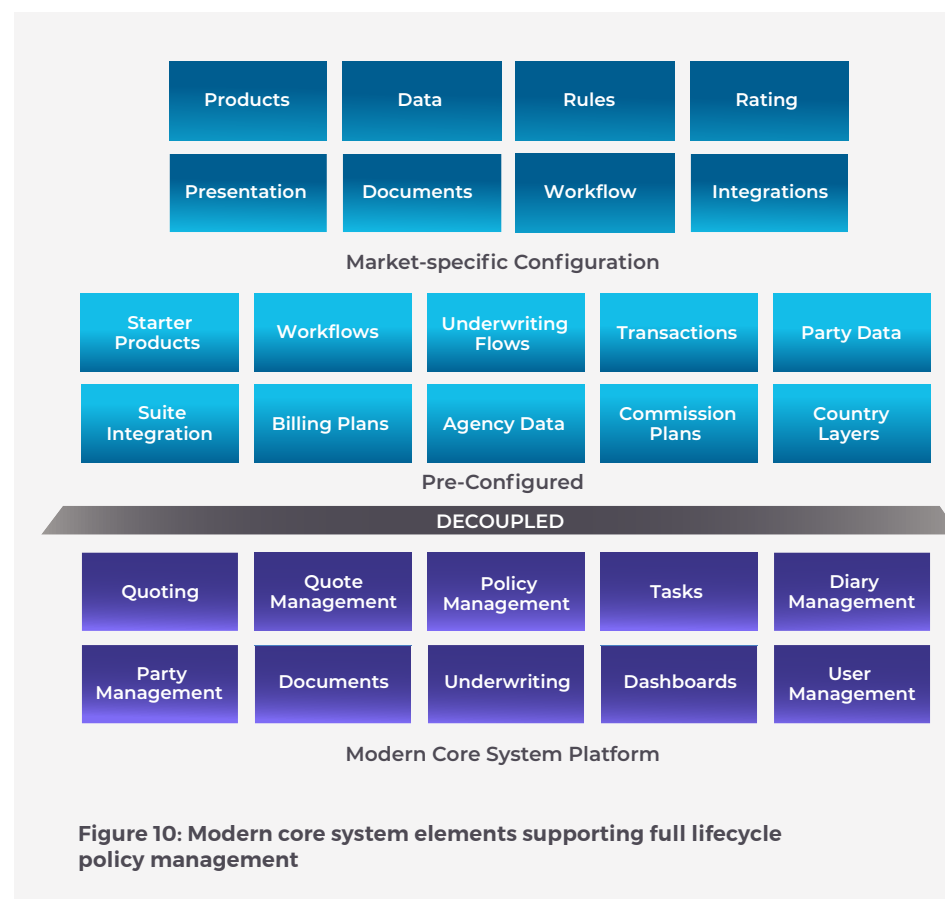 Products
Data
Rules
Rating
Presentation
Documents
Workflow
Integrations
Market-specific Configuration
Starter
Products
Workflows
Underwriting
Flows
Transactions
Party Data
Suite
Integration
Billing Plans
Agency Data
Commission
Plans
Country
Layers
Pre-Configured
DECOUPLED
Quoting
Quote
Management
Policy
Management
Tasks
Diary
Management
Party
Management
Documents
Underwriting
Dashboards
User
Management
Modern Core System Platform
Figure 10: Modern core system elements supporting full lifecycle
policy management